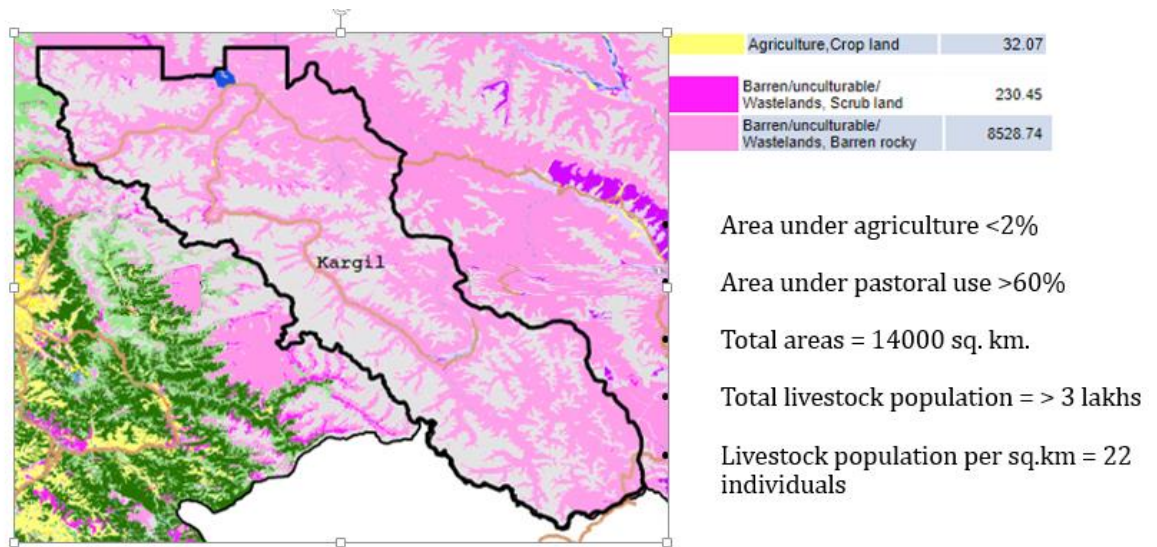 Kargil
Agriculture,Crop land 32.07
Barren/unculturable/
Wastelands, Scrub land 230.45
Barren/unculturable/
Wastelands, Barren rocky 8528.74
Area under agriculture <2%
Area under pastoral use >60%
Total areas = 14000 sq. km.
Total livestock population = > 3 lakhs
Livestock population per sq.km = 22
individuals